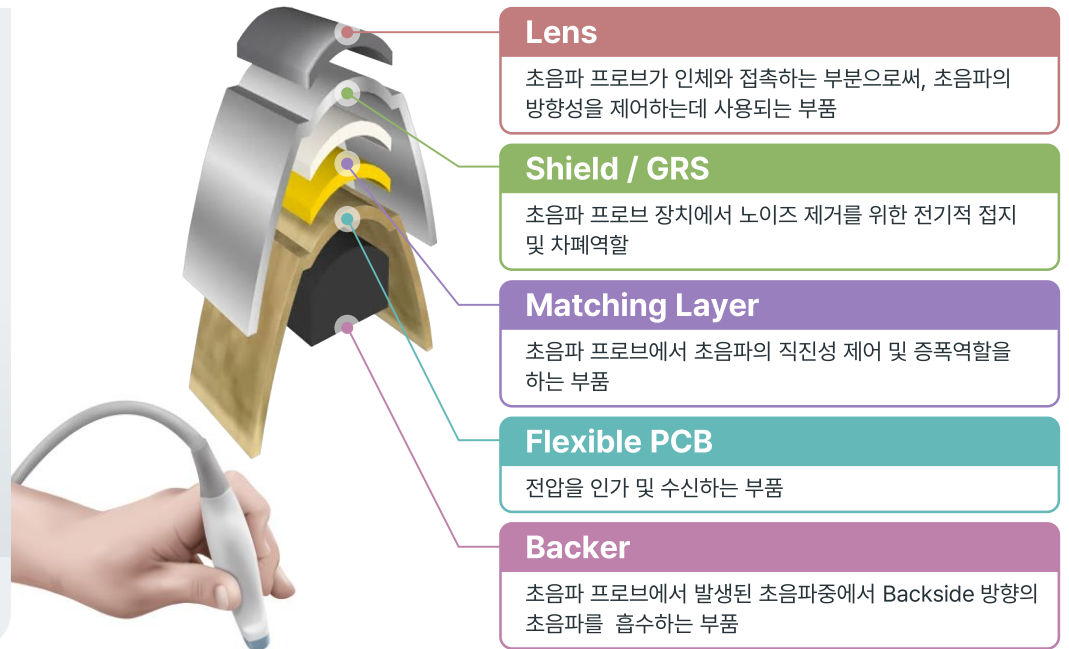 Lens
초음파 프로브가 인체와 접촉하는 부분으로써, 초음파의
방향성을 제어하는데 사용되는 부품
Shield / GRS
초음파 프로브 장치에서 노이즈 제거를 위한 전기적 접지
및 차폐역할
Matching Layer
초음파 프로브에서 초음파의 직진성 제어 및 증폭역할을
하는 부품
Flexible PCB
전압을 인가 및 수신하는 부품
Backer
초음파 프로브에서 발생된 초음파중에서 Backside 방향의
초음파를 흡수하는 부품